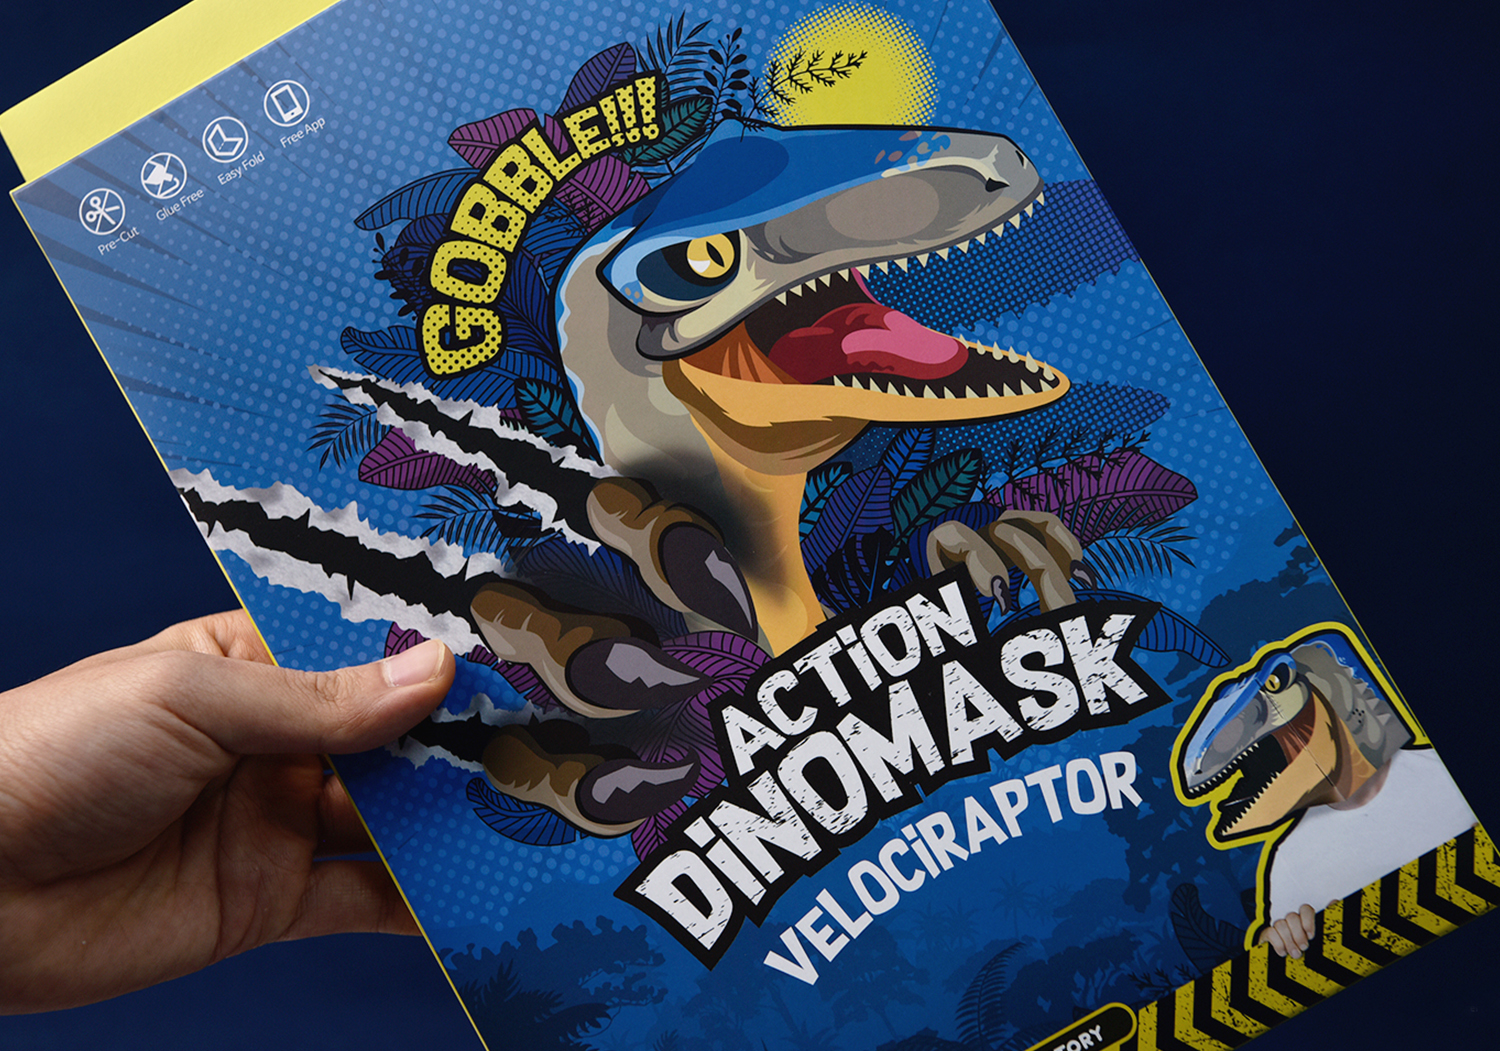 Pre-Cut
Glue Free
Easy Fold
Free App
GOBBLE!!!
ACTION
DiNOMASK
VELOCiRAPTOR